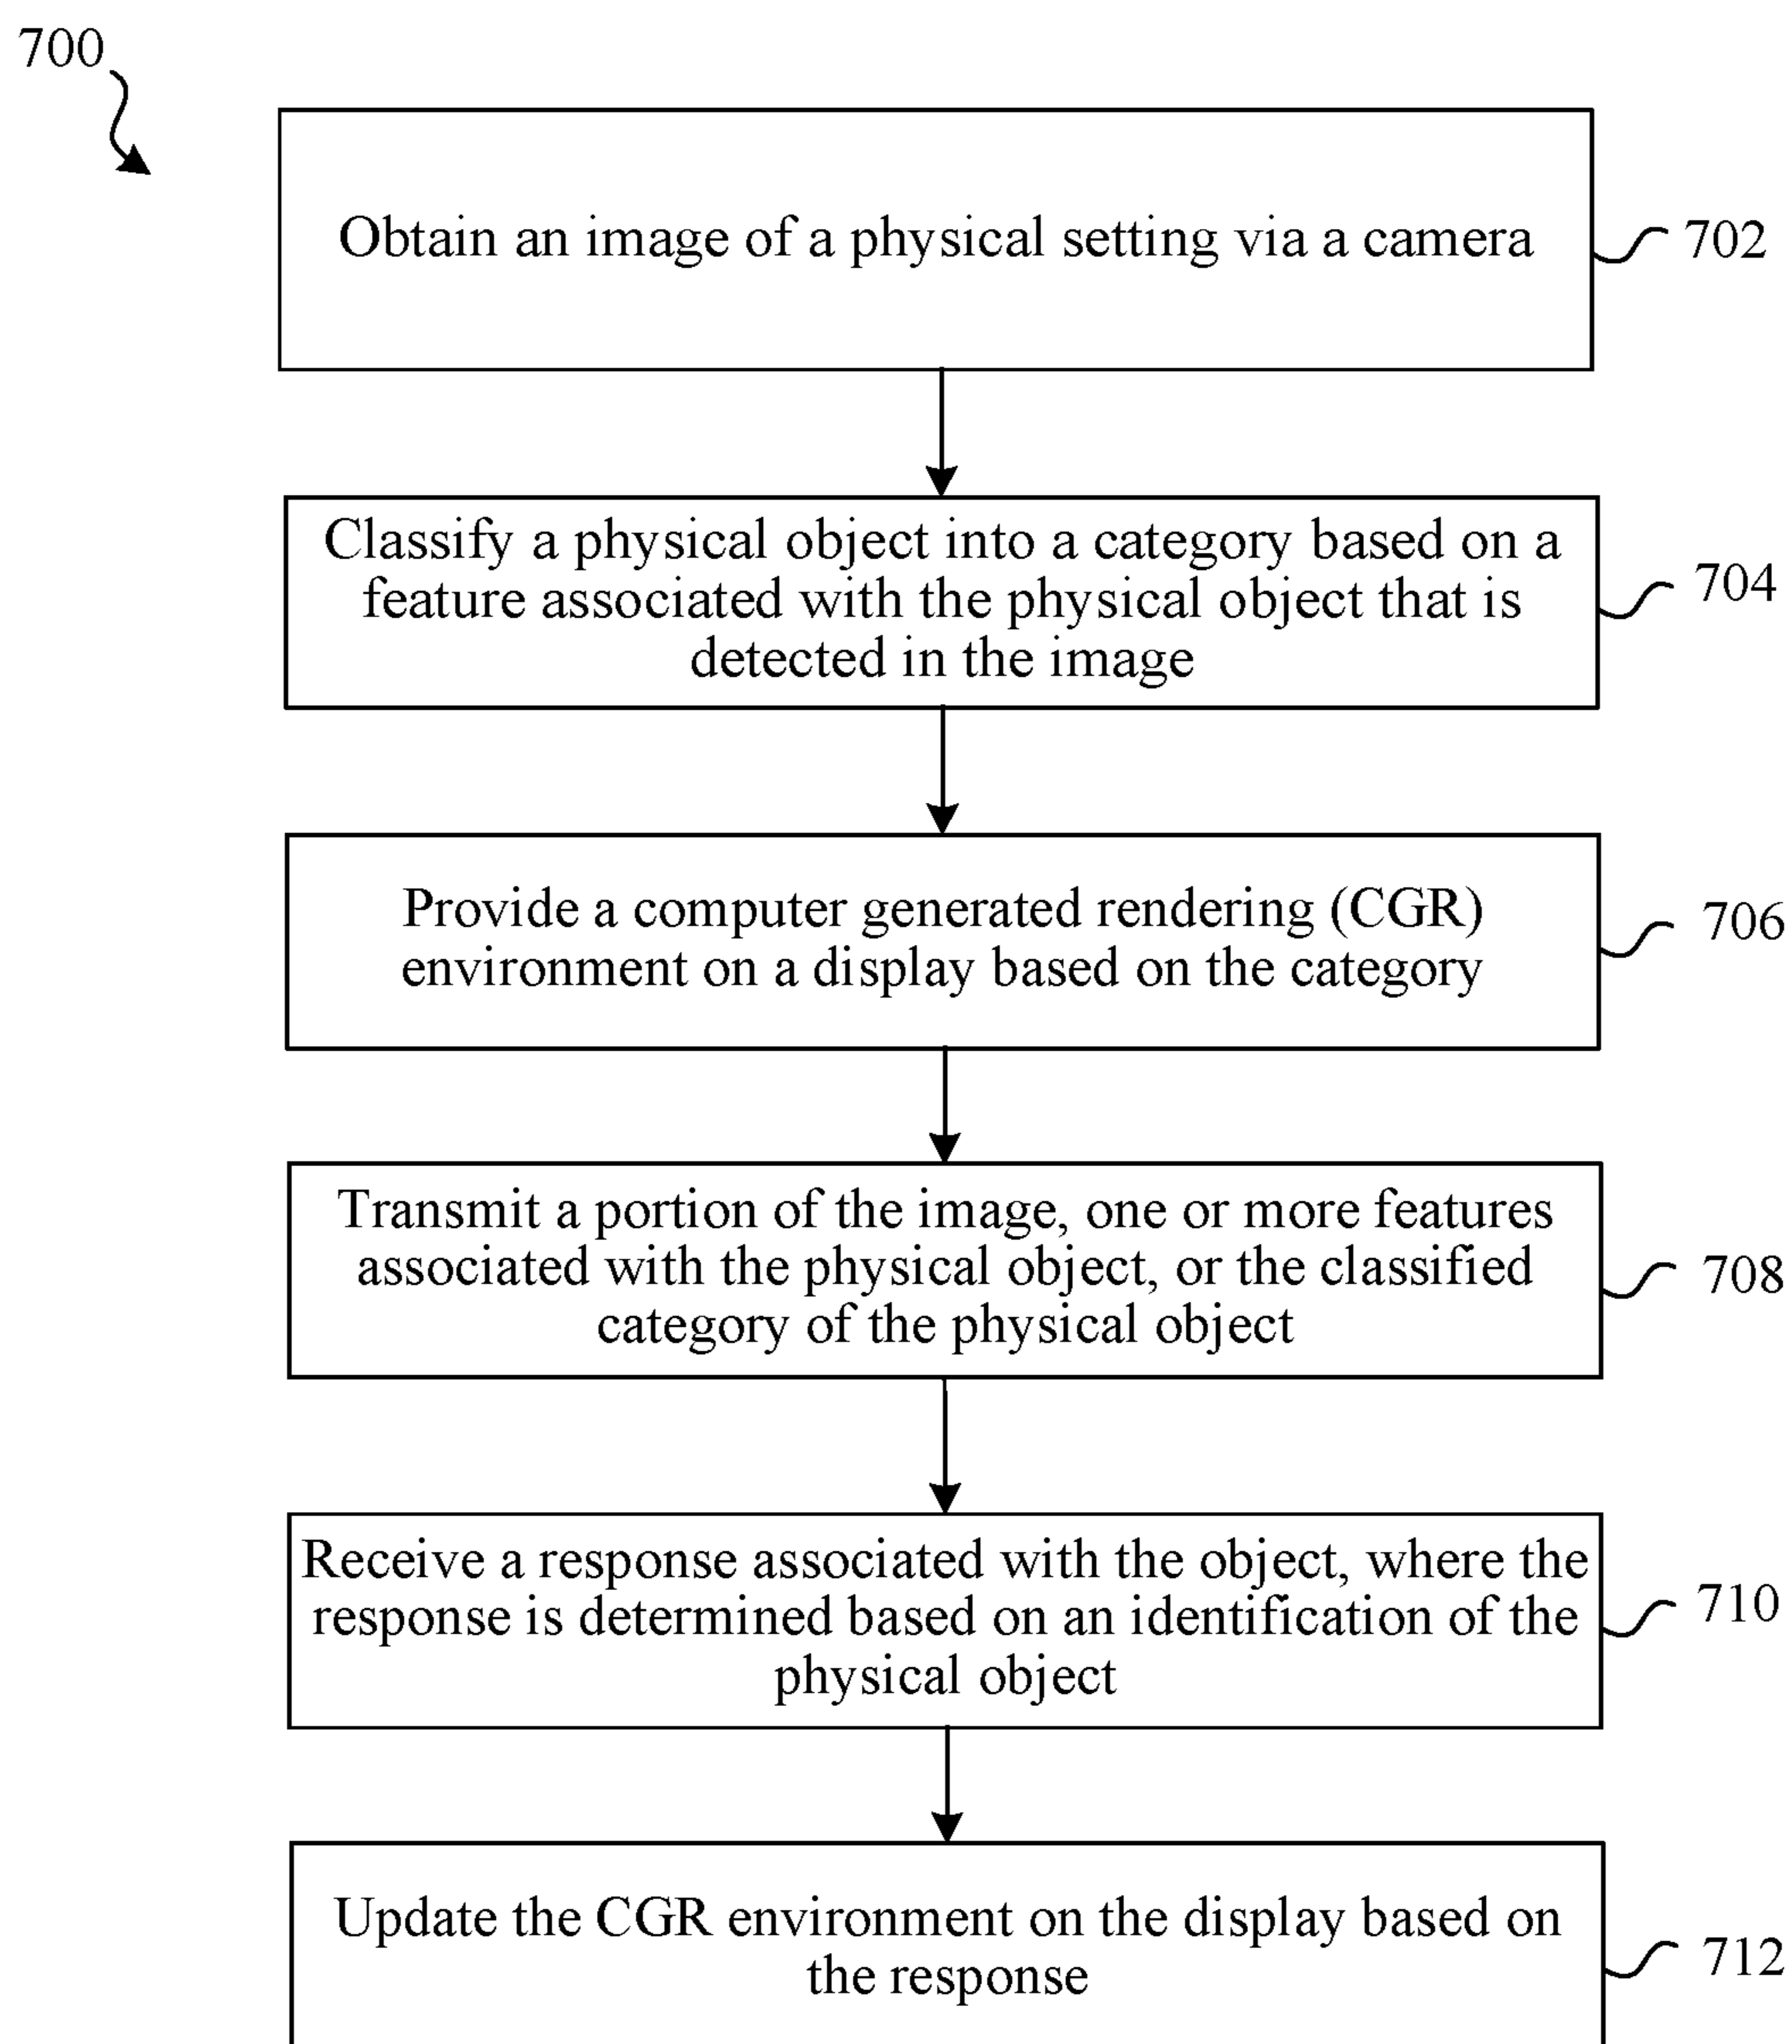 700
Obtain an image of a physical setting via a camera
702
Classify a physical object into a category based on a
feature associated with the physical object that is
detected in the image
704
Provide a computer generated rendering (CGR)
environment on a display based on the category
706
Transmit a portion of the image, one or more features
associated with the physical object, or the classified
category of the physical object
708
Receive a response associated with the object, where the
response is determined based on an identification of the
physical object
710
Update the CGR environment on the display based on
the response
712